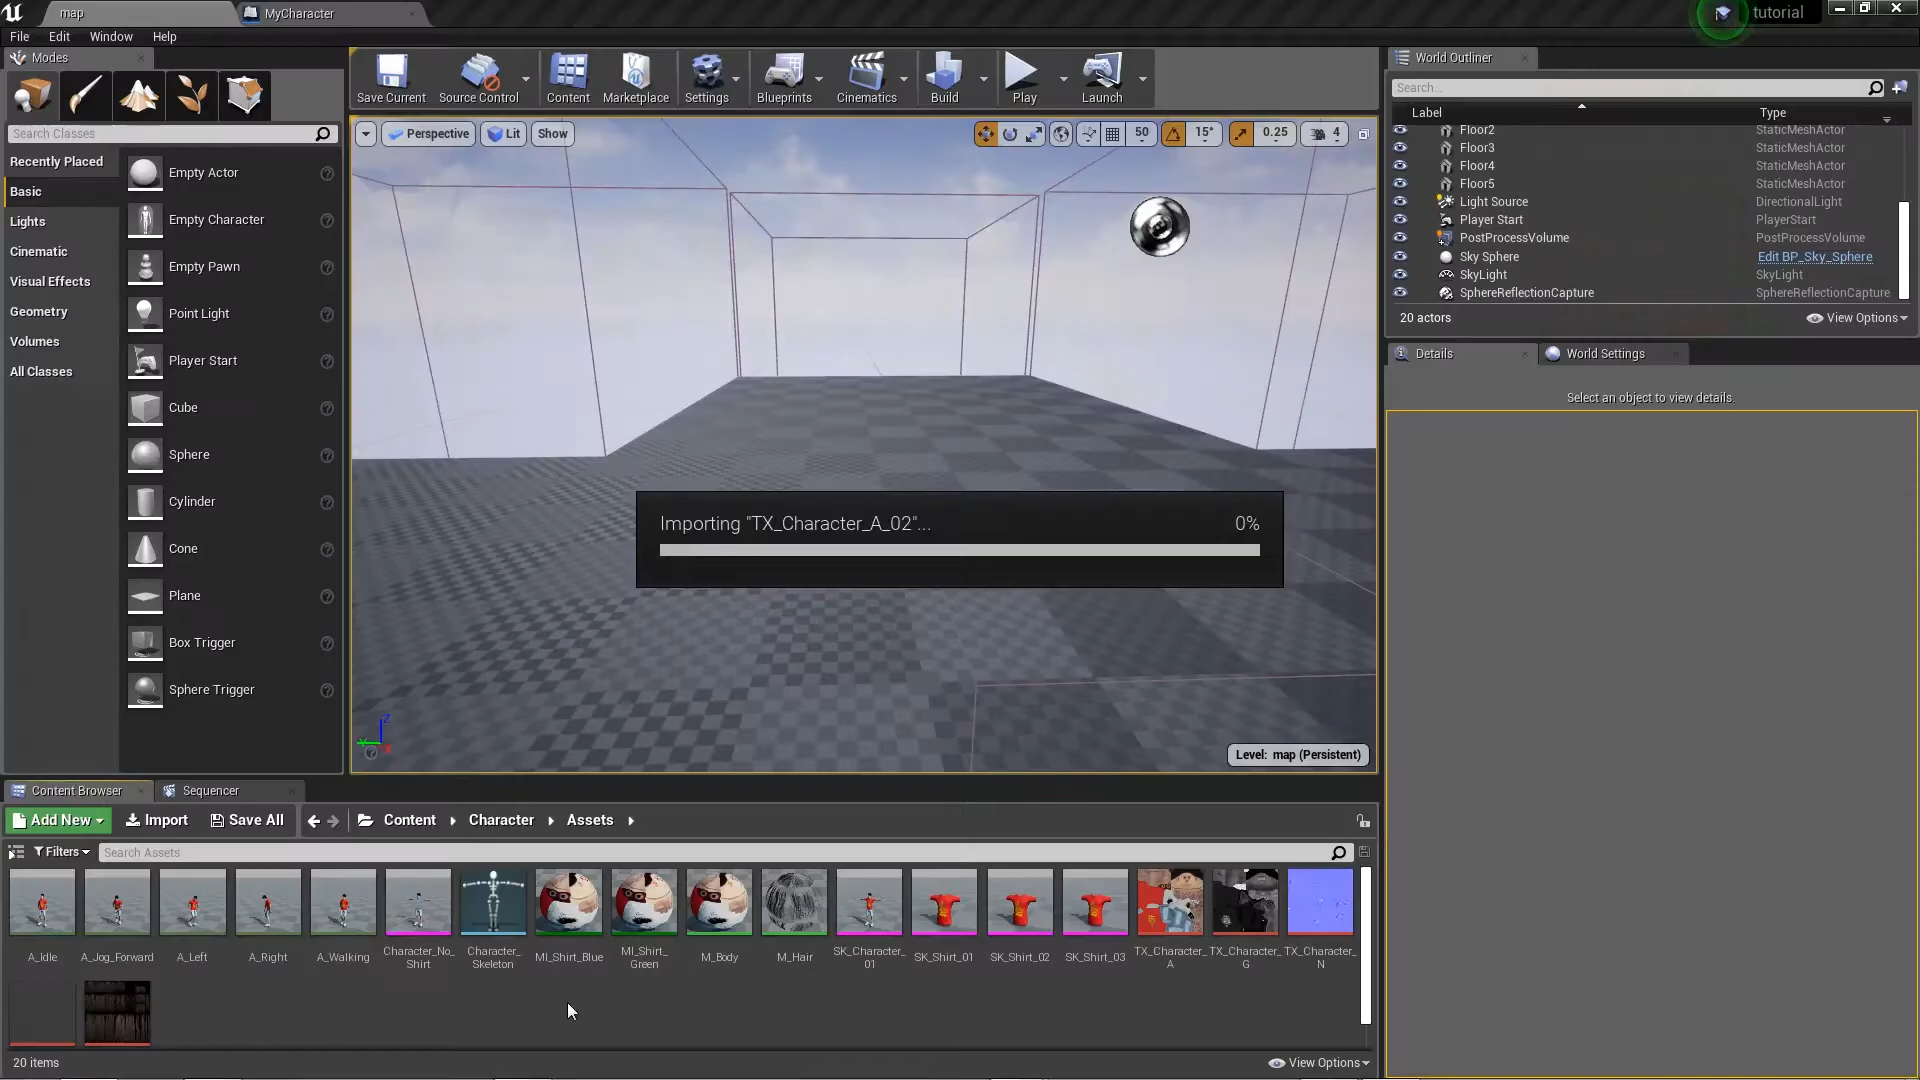 map
MyCharacter
tutorial
File Edit Window Help
Modes
Save Current
Source Control
Content
Marketplace
Settings
Blueprints
Cinematics
Build
Play
Launch
Search Classes
Recently Placed
Basic
Lights
Cinematic
Visual Effects
Geometry
Volumes
All Classes
Empty Actor
Empty Character
Empty Pawn
Point Light
Player Start
Cube
Sphere
Cylinder
Cone
Plane
Box Trigger
Sphere Trigger
Perspective
Lit
Show
50
15°
0.25
4
Importing "TX_Character_A_02"... 0%
Z
Y
X
Level: map (Persistent)
World Outliner
Search...
Label Type
Floor2 StaticMeshActor
Floor3 StaticMeshActor
Floor4 StaticMeshActor
Floor5 StaticMeshActor
Light Source DirectionalLight
Player Start PlayerStart
PostProcessVolume PostProcessVolume
Sky Sphere Edit BP_Sky_Sphere
SkyLight SkyLight
SphereReflectionCapture SphereReflectionCapture
20 actors
View Options
Details
World Settings
Select an object to view details.
Content Browser
Sequencer
Add New
Import
Save All
Content
Character
Assets
Filters
Search Assets
A_Idle
A_Jog_Forward
A_Left
A_Right
A_Walking
Character_No_
Shirt
Character_
Skeleton
MI_Shirt_Blue
MI_Shirt_
Green
M_Body
M_Hair
SK_Character_
01
SK_Shirt_01
SK_Shirt_02
SK_Shirt_03
TX_Character_
A
TX_Character_
G
TX_Character_
N
20 items
View Options